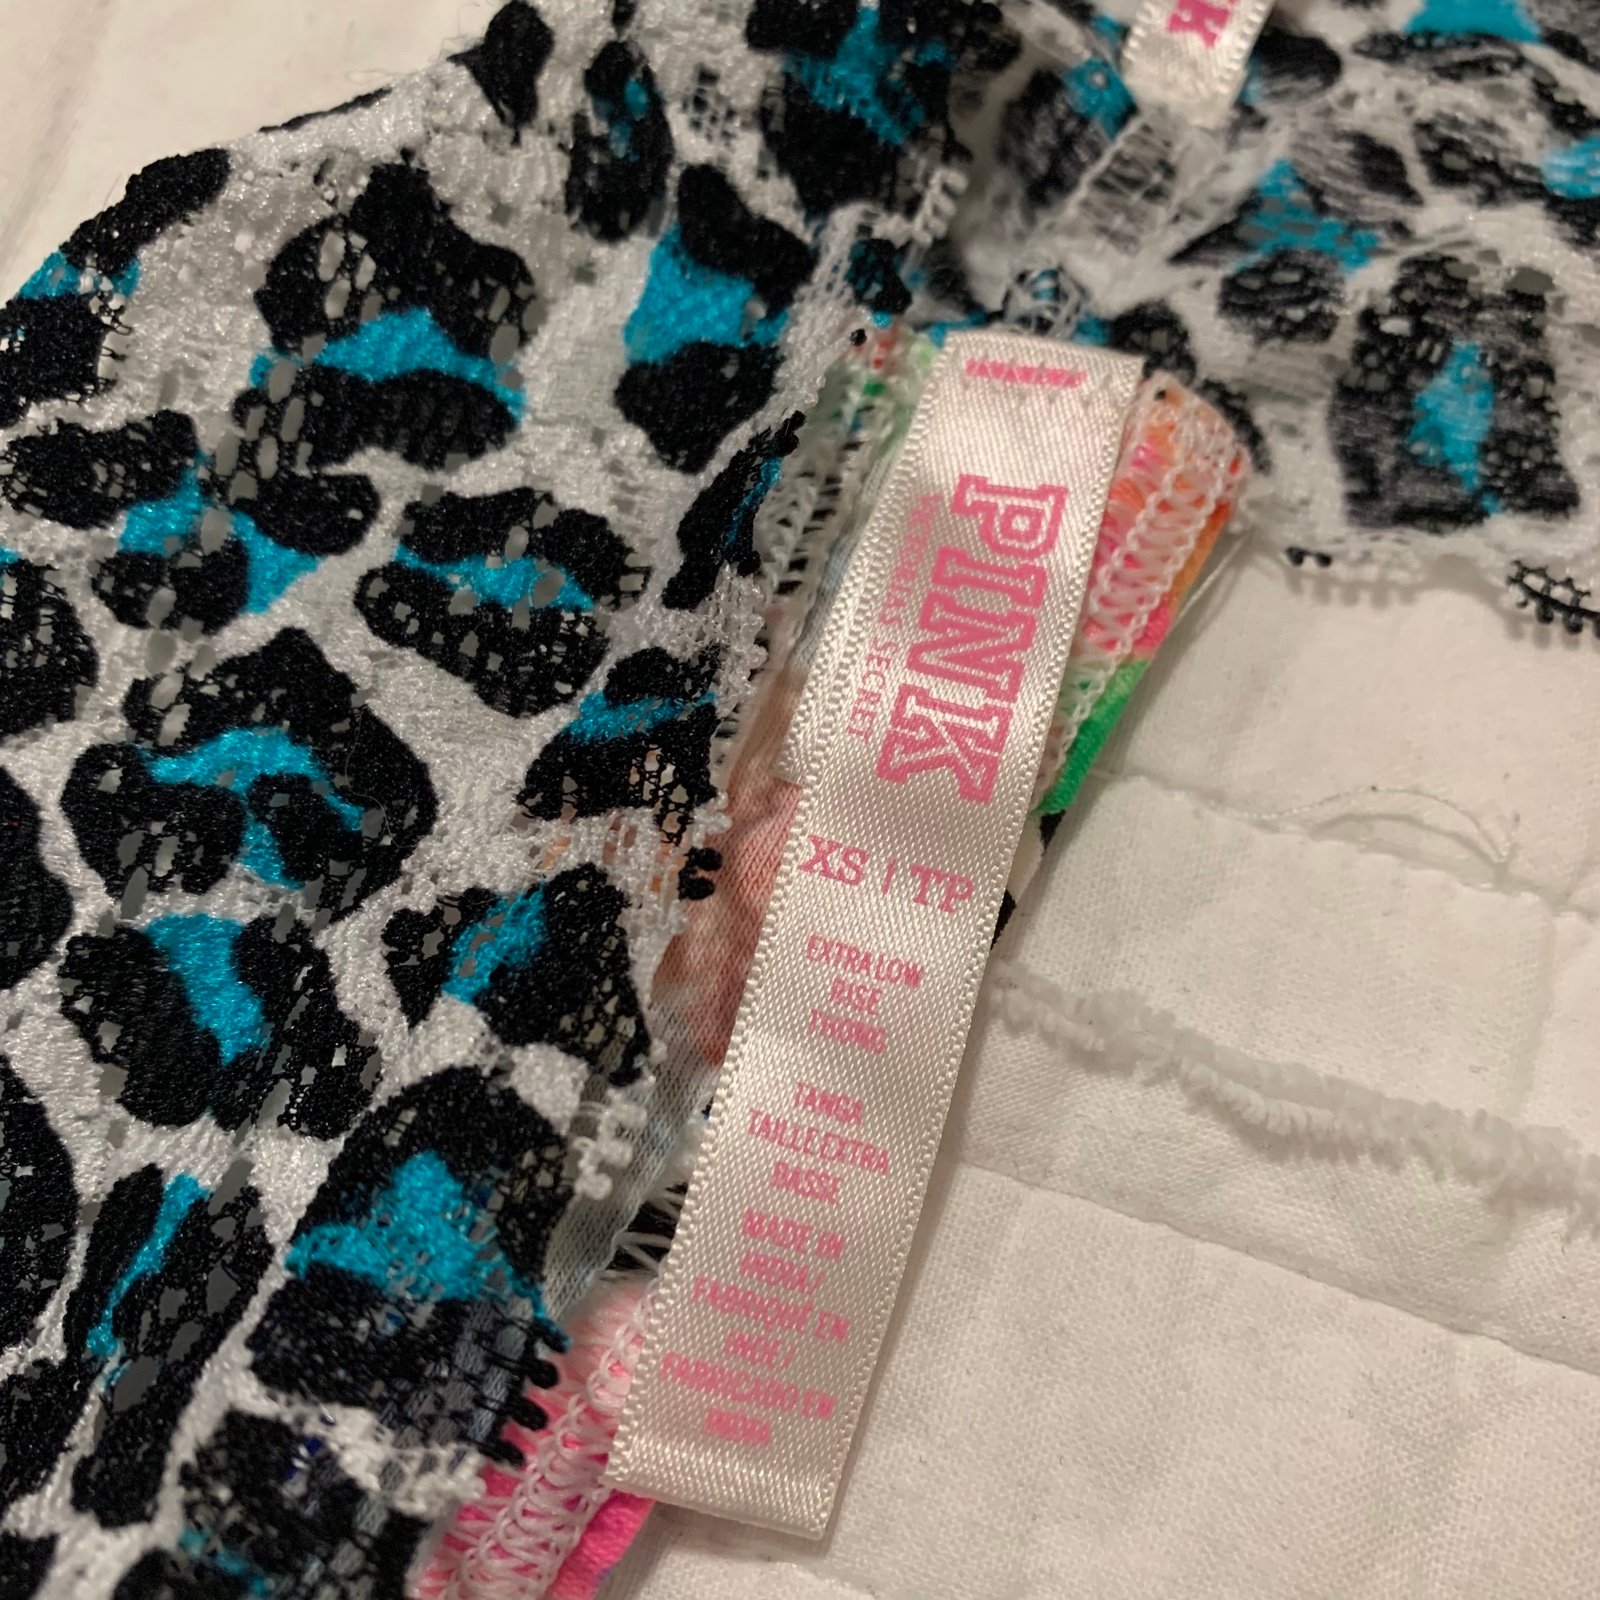 PINK
VICTORIA'S SECRET
XS | TP
EXTRA LOW
RISE
THONG
TANGA
TAILLE EXTRA
BASSE
MADE IN
INDIA/
FABRIQUÉ EN
INDE/
FABRICADO EN
INDIA